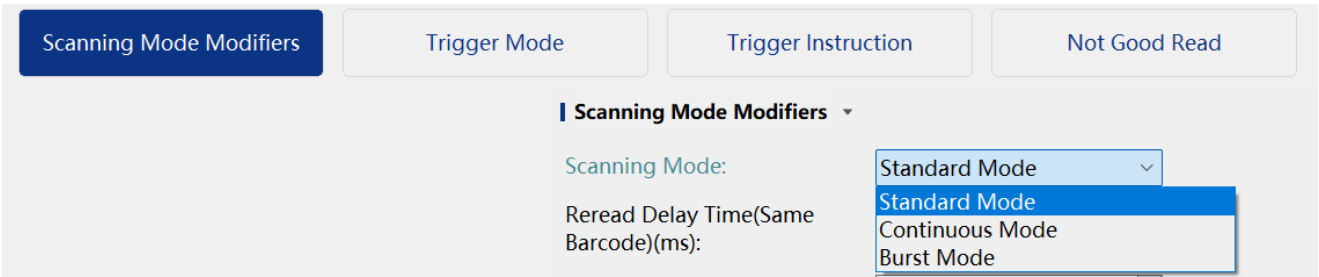 Scanning Mode Modifiers
Trigger Mode
Trigger Instruction
Not Good Read
Scanning Mode Modifiers
Scanning Mode:
Standard Mode
Standard Mode
Reread Delay Time(Same
Barcode)(ms):
Continuous Mode
Burst Mode